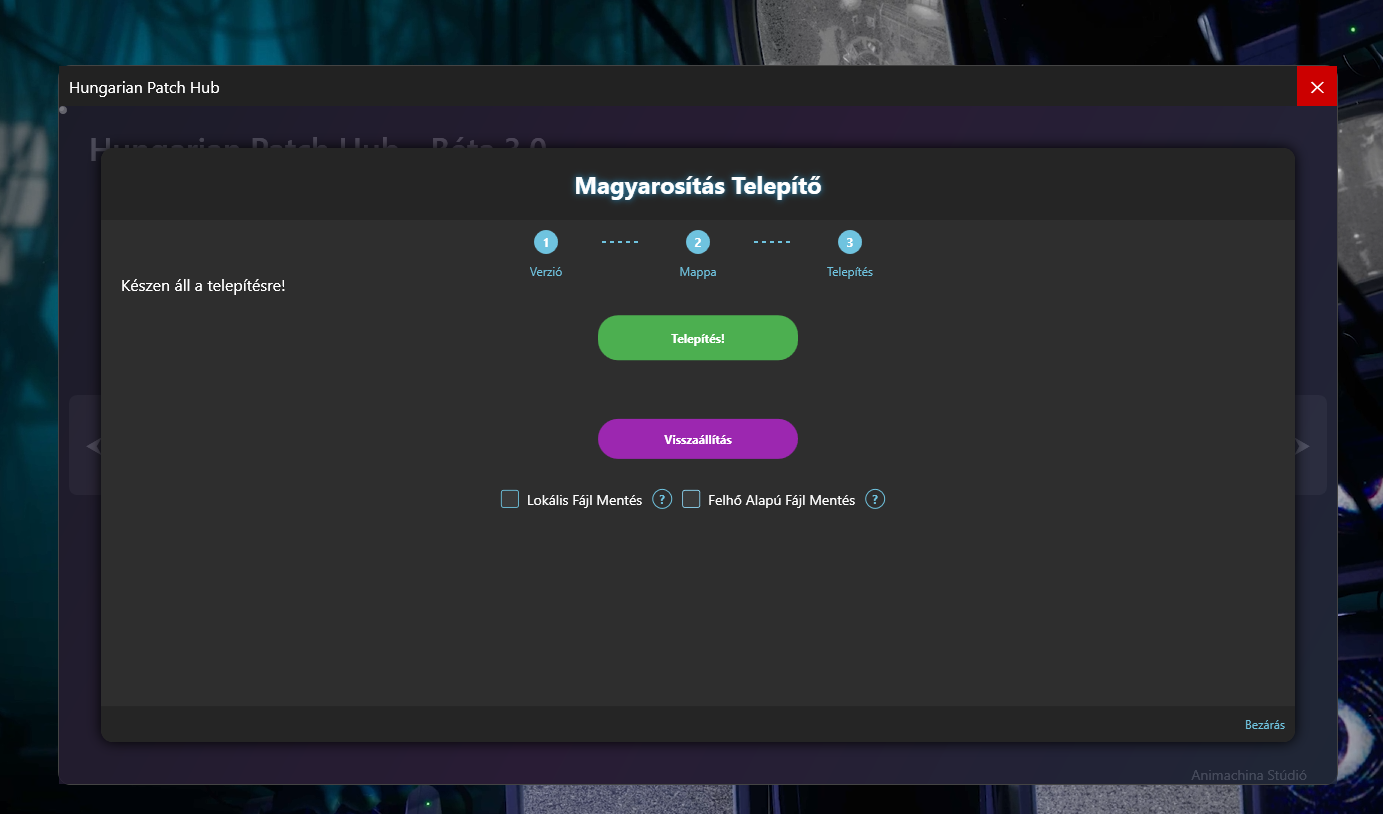 Hungarian Patch Hub
Hungarian Patch Hub - Béta 3.0
Magyarosítás Telepítő
1 2 3
Verzió Mappa Telepítés
Készen áll a telepítésre!
Telepítés!
Visszaállítás
Lokális Fájl Mentés ? Felhő Alapú Fájl Mentés ?
Bezárás
Animachina Stúdió